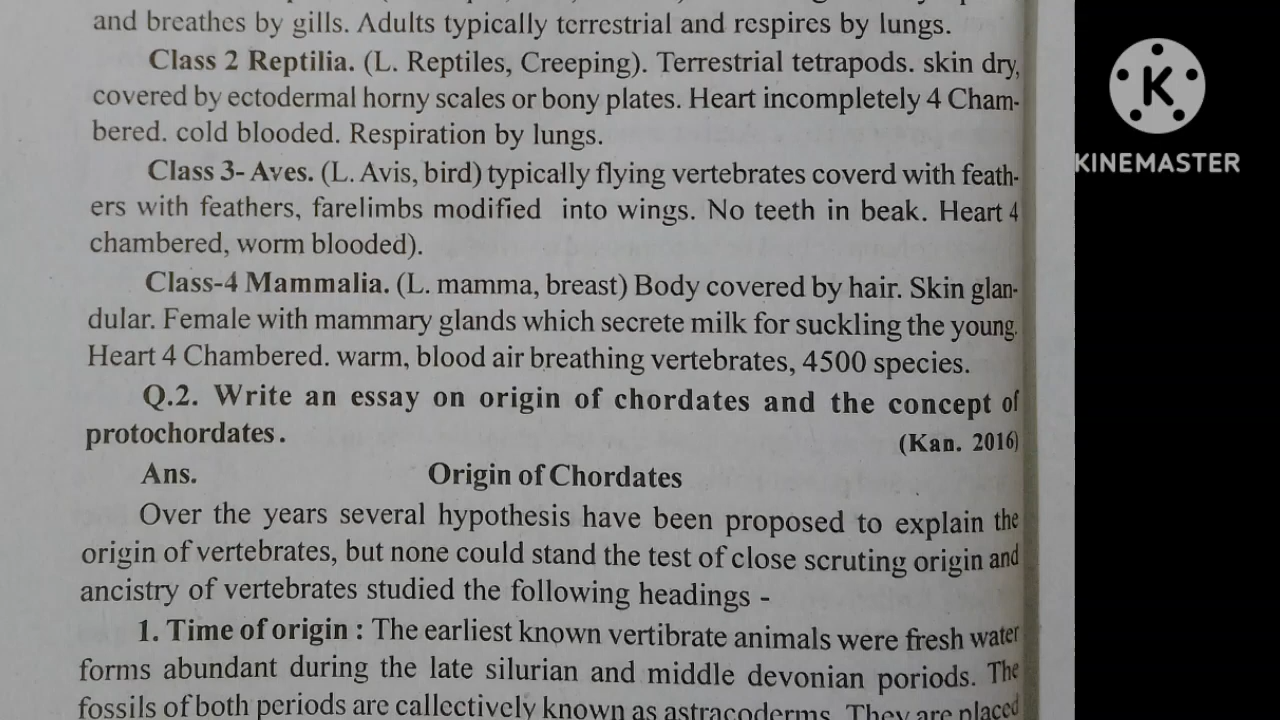 and breathes by gills. Adults typically terrestrial and respires by lungs.
Class 2 Reptilia. (L. Reptiles, Creeping). Terrestrial tetrapods. skin dry,
covered by ectodermal horny scales or bony plates. Heart incompletely 4 Cham-
bered. cold blooded. Respiration by lungs.
Class 3- Aves. (L. Avis, bird) typically flying vertebrates coverd with feath-
ers with feathers, farelimbs modified into wings. No teeth in beak. Heart 4
chambered, worm blooded).
Class-4 Mammalia. (L. mamma, breast) Body covered by hair. Skin glan-
dular. Female with mammary glands which secrete milk for suckling the young.
Heart 4 Chambered. warm, blood air breathing vertebrates, 4500 species.
Q.2. Write an essay on origin of chordates and the concept of
protochordates. (Kan. 2016)
Ans. Origin of Chordates
Over the years several hypothesis have been proposed to explain the
origin of vertebrates, but none could stand the test of close scruting origin and
ancistry of vertebrates studied the following headings -
1. Time of origin : The earliest known vertibrate animals were fresh water
forms abundant during the late silurian and middle devonian poriods. The
fossils of both periods are callectively known as astracoderms. They are placed
K
KINEMASTER